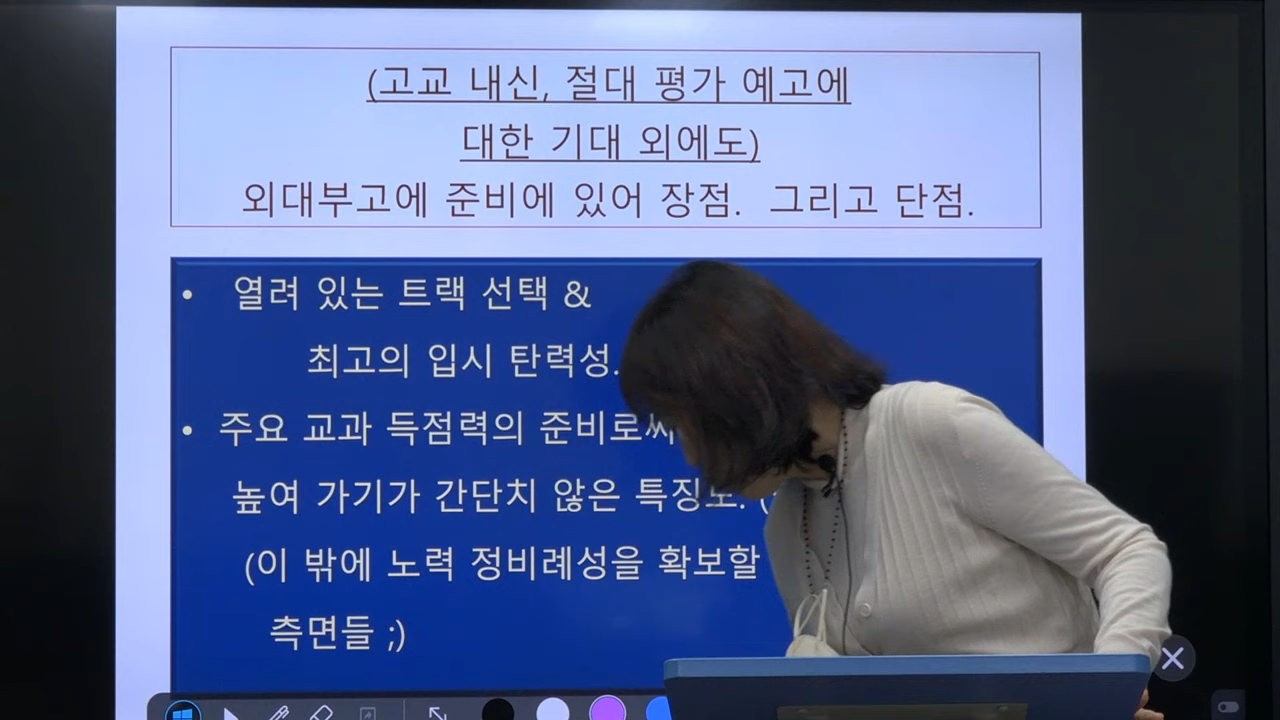 (고교 내신, 절대 평가 예고에
대한 기대 외에도)
외대부고에 준비에 있어 장점. 그리고 단점.
• 열려 있는 트랙 선택 &
최고의 입시 탄력성.
• 주요 교과 득점력의 준비로써
높여 가기가 간단치 않은 특징도. (
(이 밖에 노력 정비례성을 확보할
측면들 ;)